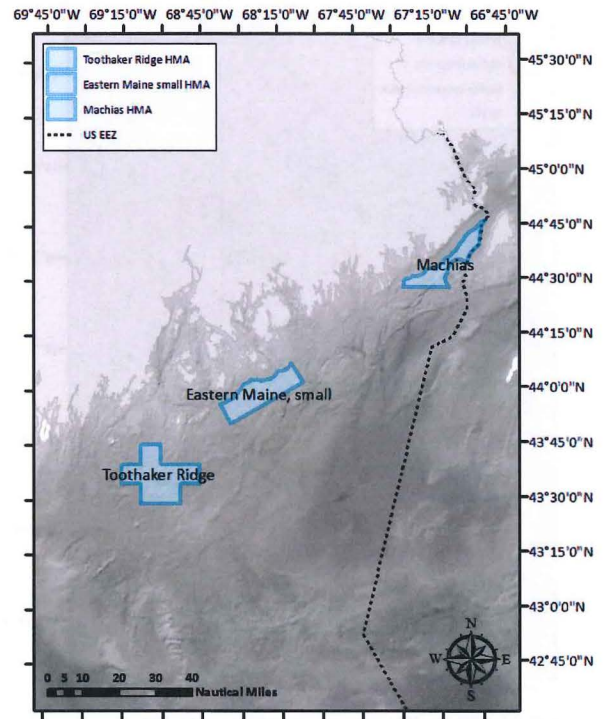 69°45'0"W 69°15'0"W 68°45'0"W 68°15'0"W 67°45'0"W 67°15'0"W 66°45'0"W
Toothaker Ridge HMA
Eastern Maine small HMA
Machias HMA
US EEZ
45°30'0"N
45°15'0"N
45°0'0"N
44°45'0"N
Machias
44°30'0"N
44°15'0"N
44°0'0"N
Eastern Maine, small
43°45'0"N
Toothaker Ridge
43°30'0"N
43°15'0"N
43°0'0"N
N
W E
S
42°45'0"N
0 5 10 20 30 40
Nautical Miles